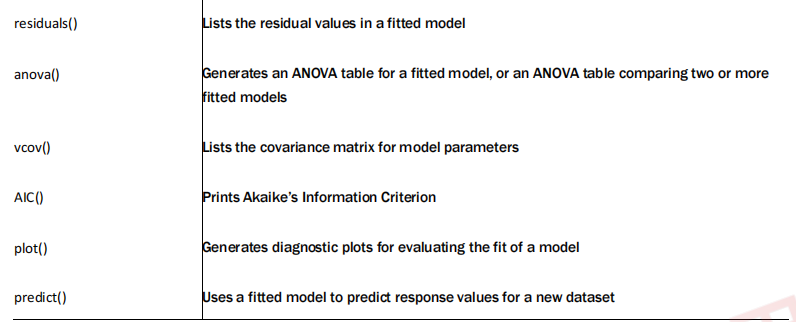 residuals() Lists the residual values in a fitted model
anova() Generates an ANOVA table for a fitted model, or an ANOVA table comparing two or more
fitted models
vcov() Lists the covariance matrix for model parameters
AIC() Prints Akaike’s Information Criterion
plot() Generates diagnostic plots for evaluating the fit of a model
predict() Uses a fitted model to predict response values for a new dataset